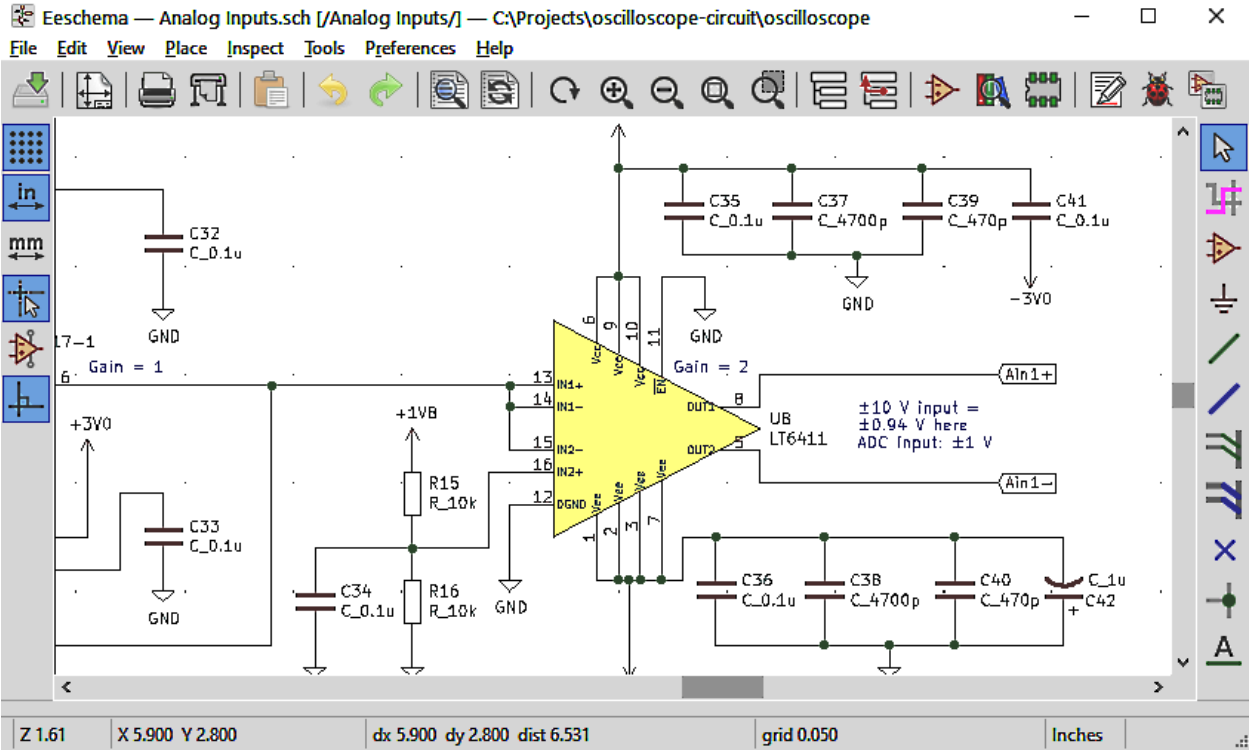 Eeschema — Analog Inputs.sch [/Analog Inputs/] — C:\Projects\oscilloscope-circuit\oscilloscope
File Edit View Place Inspect Tools Preferences Help
in
mm
A
C35
C_0.1u
C37
C_4700p
C39
C_470p
C41
C_0.1u
C32
C_0.1u
GND
GND
-3V0
GND
GND
17-1
Gain = 1
6
Gain = 2
6
9
10
11
Vcc
Vcc
Vcc
EN
13
IN1+
14
IN1-
15
IN2-
16
IN2+
12
DGND
OUT1
8
OUT2
5
U8
LT6411
Vee
Vee
Vee
Vee
1
2
3
7
AIn1+
±10 V input =
±0.94 V here
ADC input: ±1 V
Ain1-
+3V0
+1V8
R15
R_10k
C33
C_0.1u
GND
C34
C_0.1u
R16
R_10k
GND
C36
C_0.1u
C38
C_4700p
C40
C_470p
C_1u
C42
+
Z 1.61
X 5.900 Y 2.800
dx 5.900 dy 2.800 dist 6.531
grid 0.050
Inches